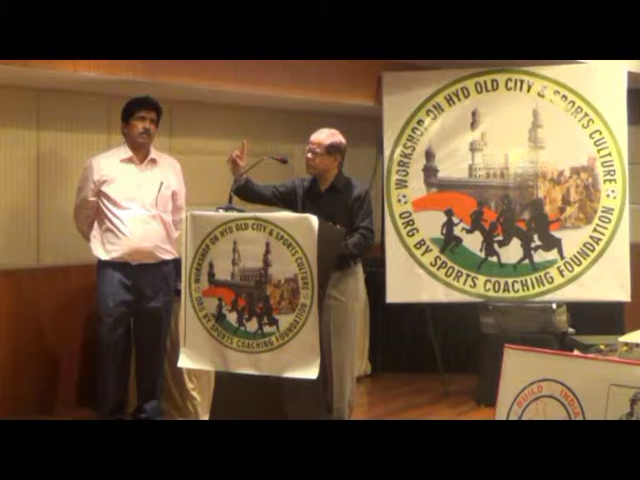 WORKSHOP ON HYD OLD CITY & SPORTS CULTURE
ORG BY SPORTS COACHING FOUNDATION
WORKSHOP ON HYD OLD CITY & SPORTS CULTURE
ORG BY SPORTS COACHING FOUNDATION
BUILD INDIA